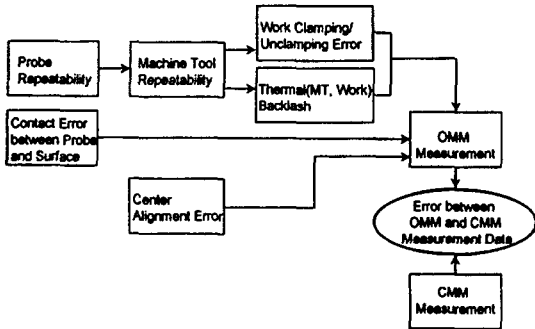 Work Clamping/
Unclamping Error
Probe
Repeatability
Machine Tool
Repeatability
Thermal(MT, Work)
Backlash
Contact Error
between Probe
and Surface
OMM
Measurement
Center
Alignment Error
Error between
OMM and CMM
Measurement Data
CMM
Measurement